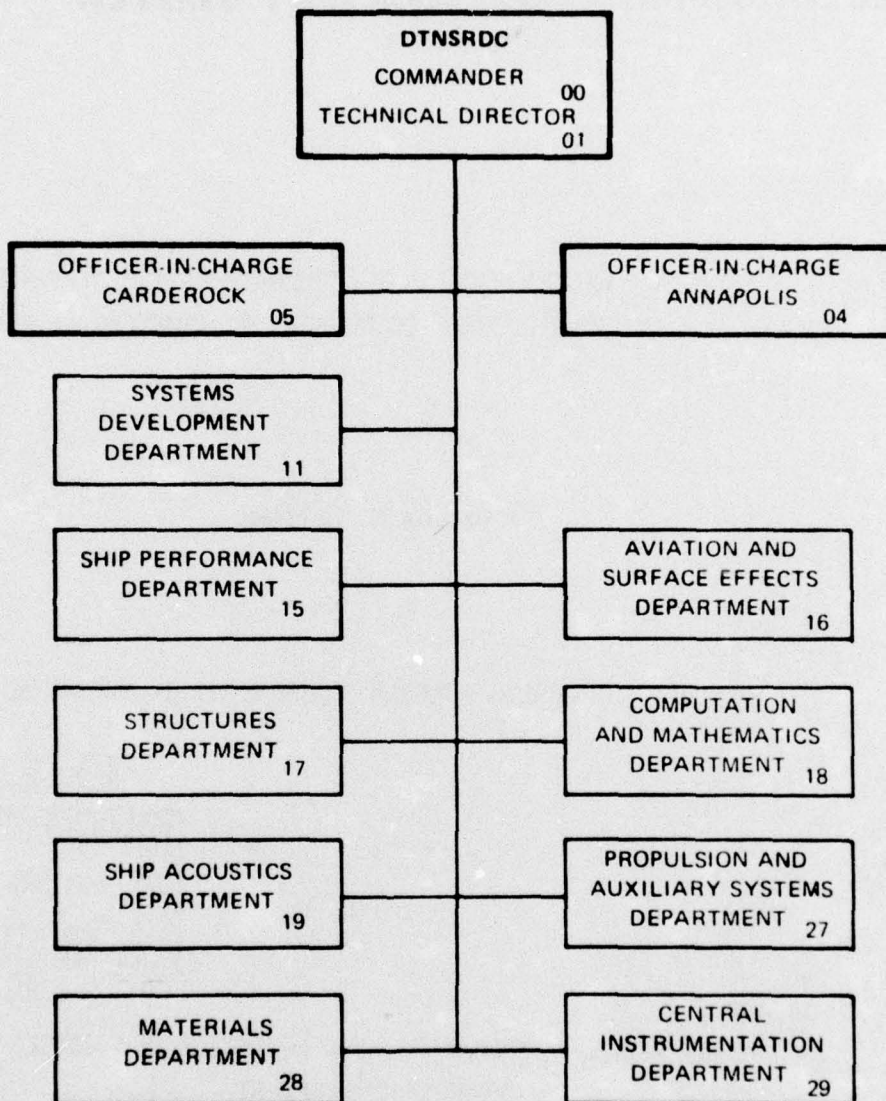 DTNSRDC
COMMANDER
00
TECHNICAL DIRECTOR
01
OFFICER-IN-CHARGE
CARDEROCK
05
OFFICER-IN-CHARGE
ANNAPOLIS
04
SYSTEMS
DEVELOPMENT
DEPARTMENT
11
SHIP PERFORMANCE
DEPARTMENT
15
AVIATION AND
SURFACE EFFECTS
DEPARTMENT
16
STRUCTURES
DEPARTMENT
17
COMPUTATION
AND MATHEMATICS
DEPARTMENT
18
SHIP ACOUSTICS
DEPARTMENT
19
PROPULSION AND
AUXILIARY SYSTEMS
DEPARTMENT
27
MATERIALS
DEPARTMENT
28
CENTRAL
INSTRUMENTATION
DEPARTMENT
29